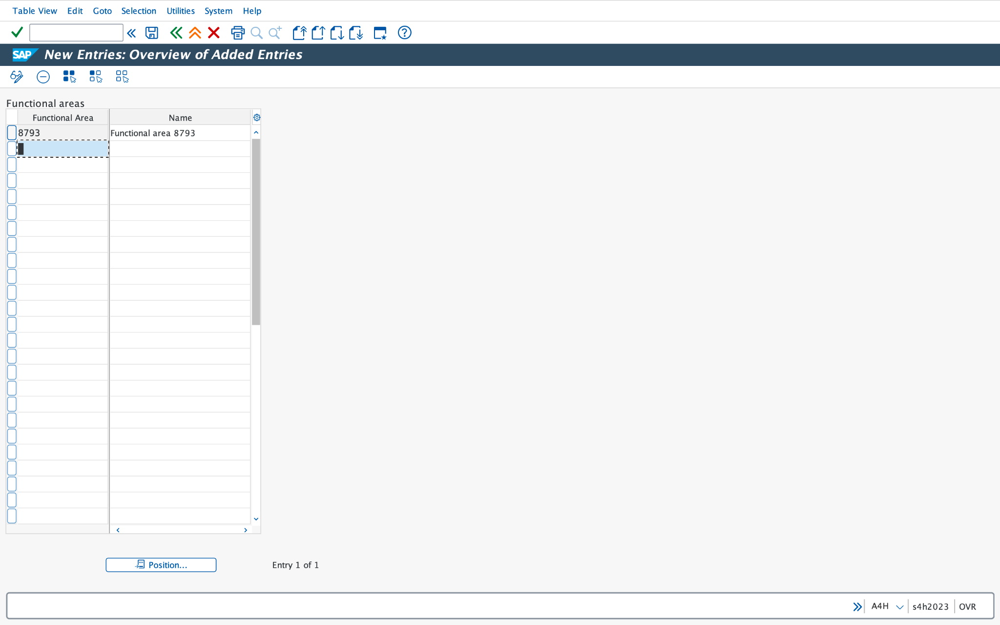 Table View Edit Goto Selection Utilities System Help
SAP New Entries: Overview of Added Entries
Functional areas
Functional Area Name
8793 Functional area 8793
Position... Entry 1 of 1
A4H s4h2023 OVR